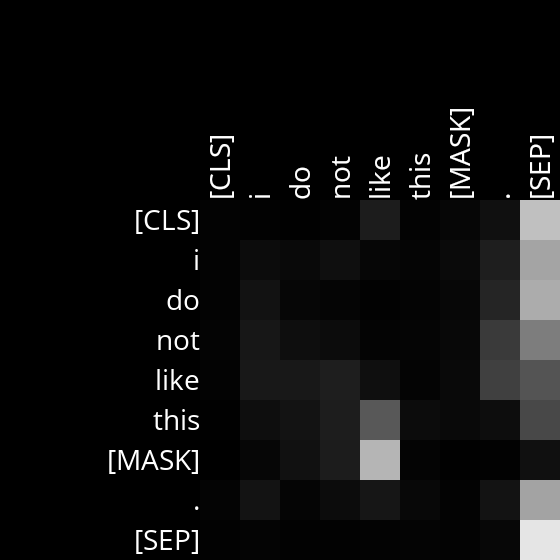 [CLS] i do not like this [MASK] . [SEP]
[CLS]
i
do
not
like
this
[MASK]
.
[SEP]